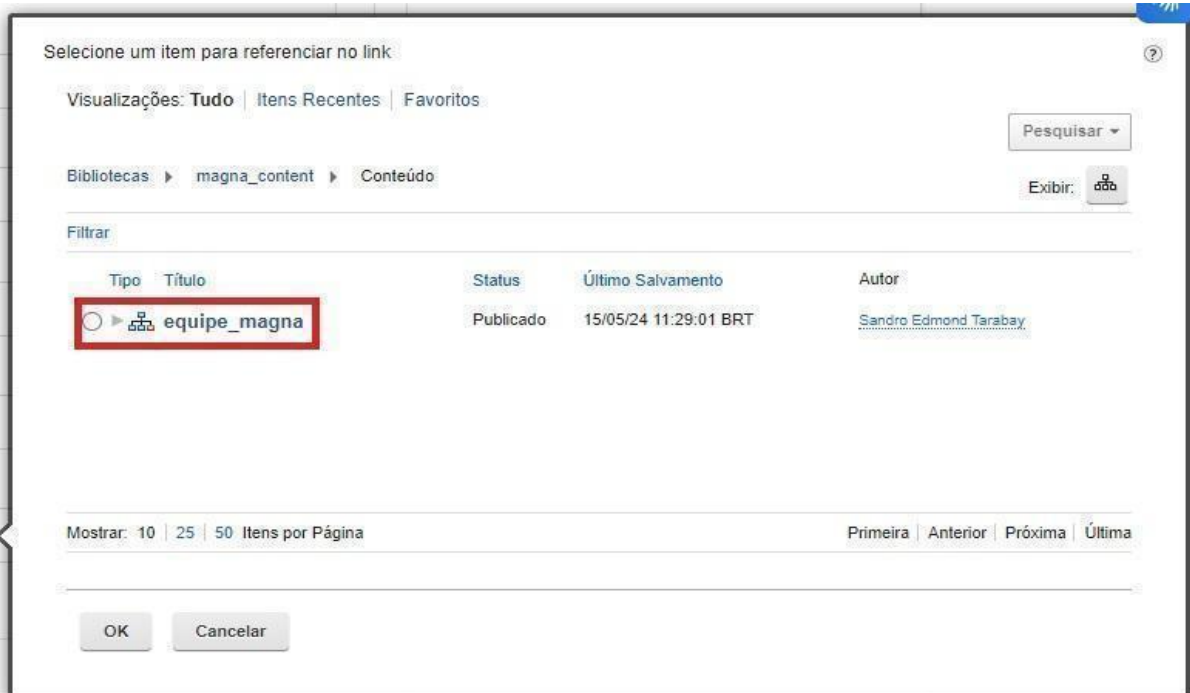 Selecione um item para referenciar no link
Visualizações: Tudo | Itens Recentes | Favoritos
Pesquisar
Bibliotecas magna_content Conteúdo
Exibir:
Filtrar
Tipo Título Status Último Salvamento Autor
equipe_magna Publicado 15/05/24 11:29:01 BRT Sandro Edmond Tarabay
Mostrar: 10 | 25 | 50 Itens por Página Primeira | Anterior | Próxima | Última
OK Cancelar